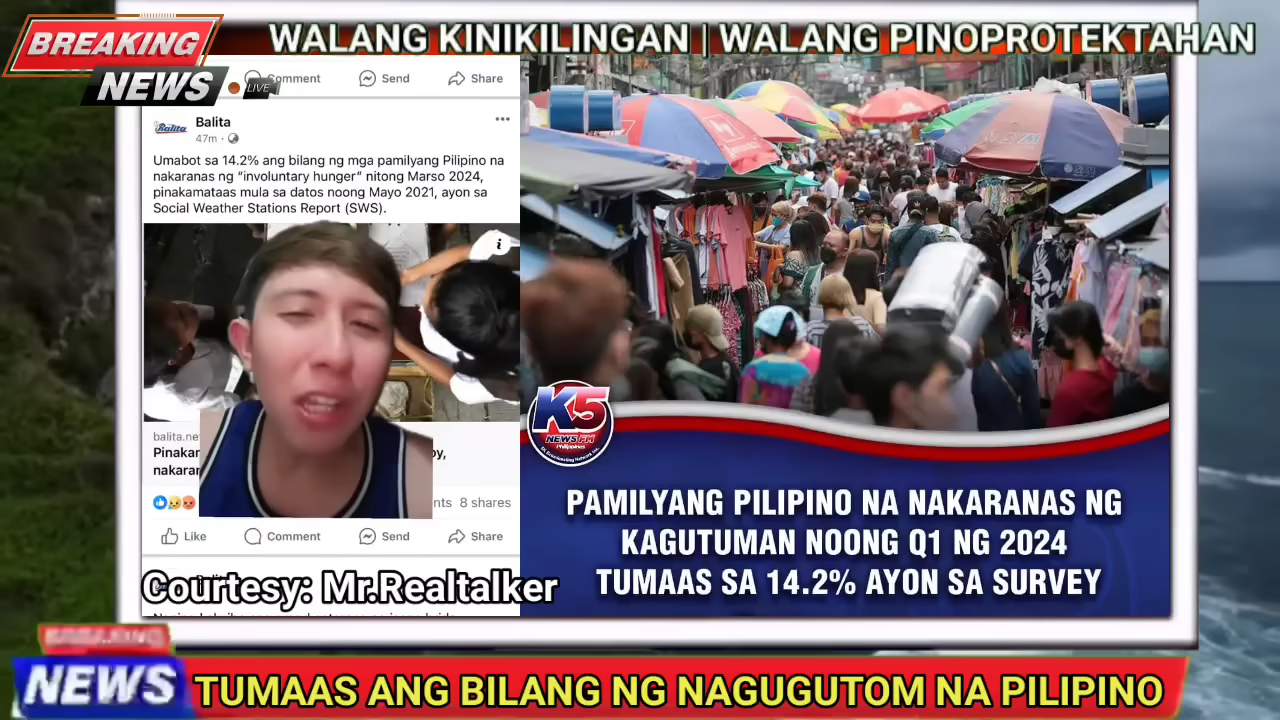 BREAKING
NEWS
LIVE
WALANG KINIKILINGAN | WALANG PINOPROTEKTAHAN
Comment Send Share
Balita
47m
Umabot sa 14.2% ang bilang ng mga pamilyang Pilipino na
nakaranas ng "involuntary hunger" nitong Marso 2024,
pinakamataas mula sa datos noong Mayo 2021, ayon sa
Social Weather Stations Report (SWS).
8 shares
Like Comment Send Share
Courtesy: Mr.Realtalker
K5
NEWS FM
Philippines
PAMILYANG PILIPINO NA NAKARANAS NG
KAGUTUMAN NOONG Q1 NG 2024
TUMAAS SA 14.2% AYON SA SURVEY
BREAKING
NEWS
TUMAAS ANG BILANG NG NAGUGUTOM NA PILIPINO